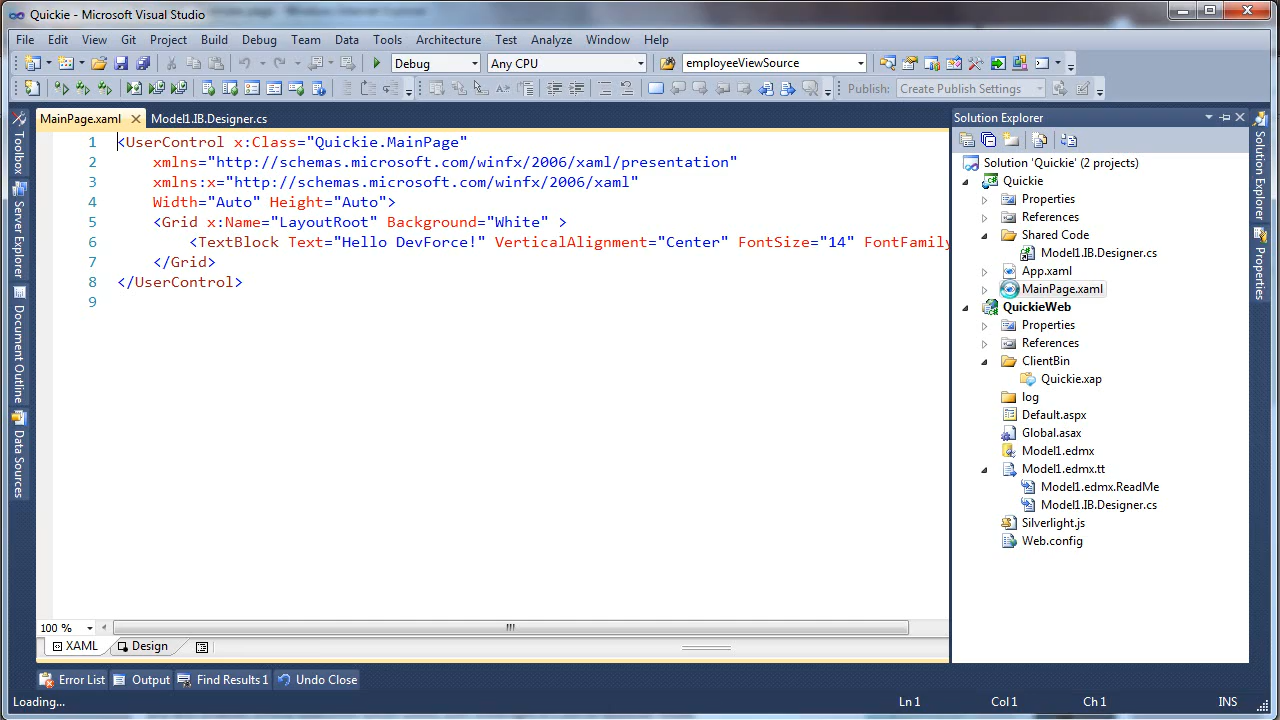 Quickie - Microsoft Visual Studio
File Edit View Git Project Build Debug Team Data Tools Architecture Test Analyze Window Help
Debug Any CPU employeeViewSource
Publish: Create Publish Settings
MainPage.xaml Model1.IB.Designer.cs
1 <UserControl x:Class="Quickie.MainPage"
2 xmlns="http://schemas.microsoft.com/winfx/2006/xaml/presentation"
3 xmlns:x="http://schemas.microsoft.com/winfx/2006/xaml"
4 Width="Auto" Height="Auto">
5 <Grid x:Name="LayoutRoot" Background="White" >
6 <TextBlock Text="Hello DevForce!" VerticalAlignment="Center" FontSize="14" FontFamily
7 </Grid>
8 </UserControl>
9
100 %
XAML Design
Toolbox
Server Explorer
Document Outline
Data Sources
Solution Explorer
Solution 'Quickie' (2 projects)
Quickie
Properties
References
Shared Code
Model1.IB.Designer.cs
App.xaml
MainPage.xaml
QuickieWeb
Properties
References
ClientBin
Quickie.xap
log
Default.aspx
Global.asax
Model1.edmx
Model1.edmx.tt
Model1.edmx.ReadMe
Model1.IB.Designer.cs
Silverlight.js
Web.config
Solution Explorer
Properties
Error List Output Find Results 1 Undo Close
Loading... Ln 1 Col 1 Ch 1 INS